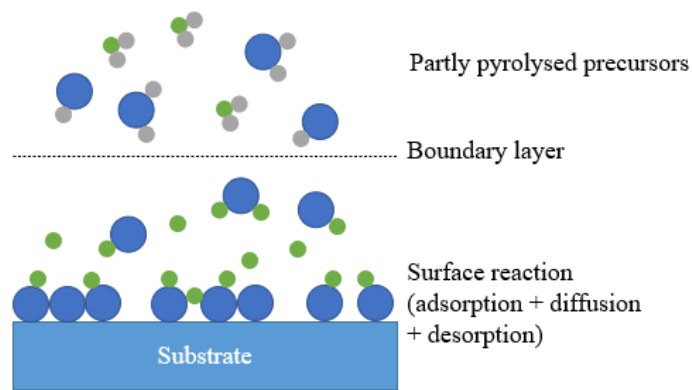 Partly pyrolysed precursors
Boundary layer
Surface reaction
(adsorption + diffusion
+ desorption)
Substrate